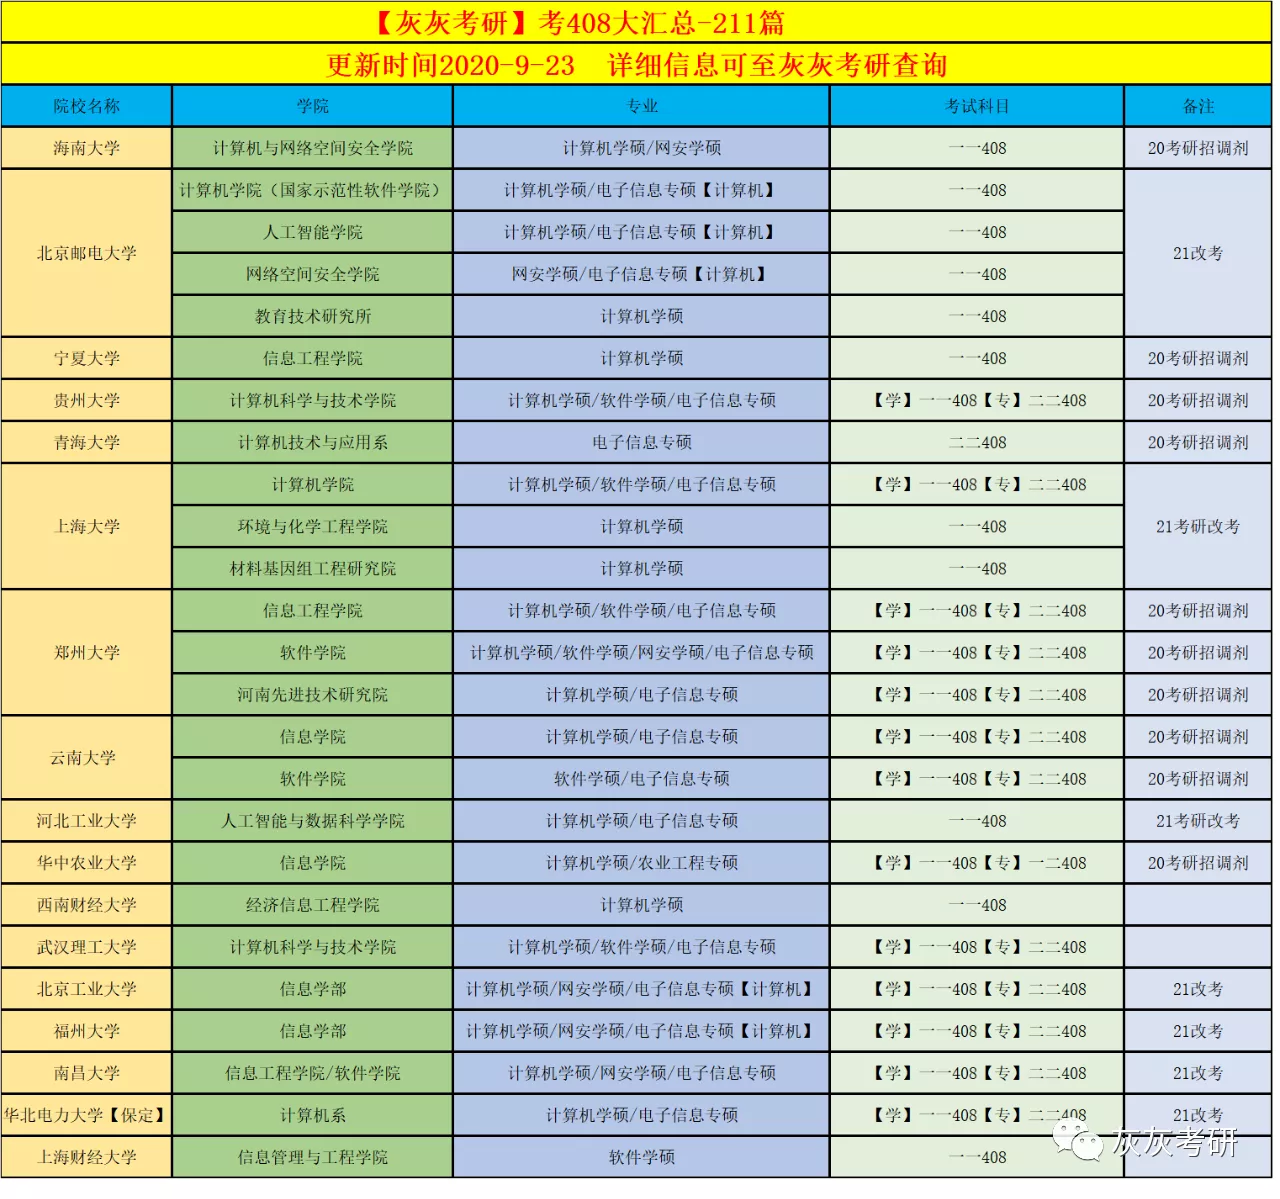 【灰灰考研】考408大汇总-211篇
更新时间2020-9-23 详细信息可至灰灰考研查询
院校名称 学院 专业 考试科目 备注
海南大学 计算机与网络空间安全学院 计算机学硕/网安学硕 一一408 20考研招调剂
北京邮电大学 计算机学院（国家示范性软件学院） 计算机学硕/电子信息专硕【计算机】 一一408 21改考
人工智能学院 计算机学硕/电子信息专硕【计算机】 一一408
网络空间安全学院 网安学硕/电子信息专硕【计算机】 一一408
教育技术研究所 计算机学硕 一一408
宁夏大学 信息工程学院 计算机学硕 一一408 20考研招调剂
贵州大学 计算机科学与技术学院 计算机学硕/软件学硕/电子信息专硕 【学】一一408【专】二二408 20考研招调剂
青海大学 计算机技术与应用系 电子信息专硕 二二408 20考研招调剂
上海大学 计算机学院 计算机学硕/软件学硕/电子信息专硕 【学】一一408【专】二二408 21考研改考
环境与化学工程学院 计算机学硕 一一408
材料基因组工程研究院 计算机学硕 一一408
郑州大学 信息工程学院 计算机学硕/软件学硕/电子信息专硕 【学】一一408【专】二二408 20考研招调剂
软件学院 计算机学硕/软件学硕/网安学硕/电子信息专硕 【学】一一408【专】二二408 20考研招调剂
河南先进技术研究院 计算机学硕/电子信息专硕 【学】一一408【专】二二408 20考研招调剂
云南大学 信息学院 计算机学硕/电子信息专硕 【学】一一408【专】二二408 20考研招调剂
软件学院 软件学硕/电子信息专硕 【学】一一408【专】二二408 20考研招调剂
河北工业大学 人工智能与数据科学学院 计算机学硕/电子信息专硕 一一408 21考研改考
华中农业大学 信息学院 计算机学硕/农业工程专硕 【学】一一408【专】一二408 20考研招调剂
西南财经大学 经济信息工程学院 计算机学硕 一一408
武汉理工大学 计算机科学与技术学院 计算机学硕/软件学硕/电子信息专硕 【学】一一408【专】二二408
北京工业大学 信息学部 计算机学硕/网安学硕/电子信息专硕【计算机】 【学】一一408【专】二二408 21改考
福州大学 信息学部 计算机学硕/网安学硕/电子信息专硕【计算机】 【学】一一408【专】二二408 21改考
南昌大学 信息工程学院/软件学院 计算机学硕/网安学硕/电子信息专硕 【学】一一408【专】二二408 21改考
华北电力大学【保定】 计算机系 计算机学硕/电子信息专硕 【学】一一408【专】二二408 21改考
上海财经大学 信息管理与工程学院 软件学硕 一一408
灰灰考研